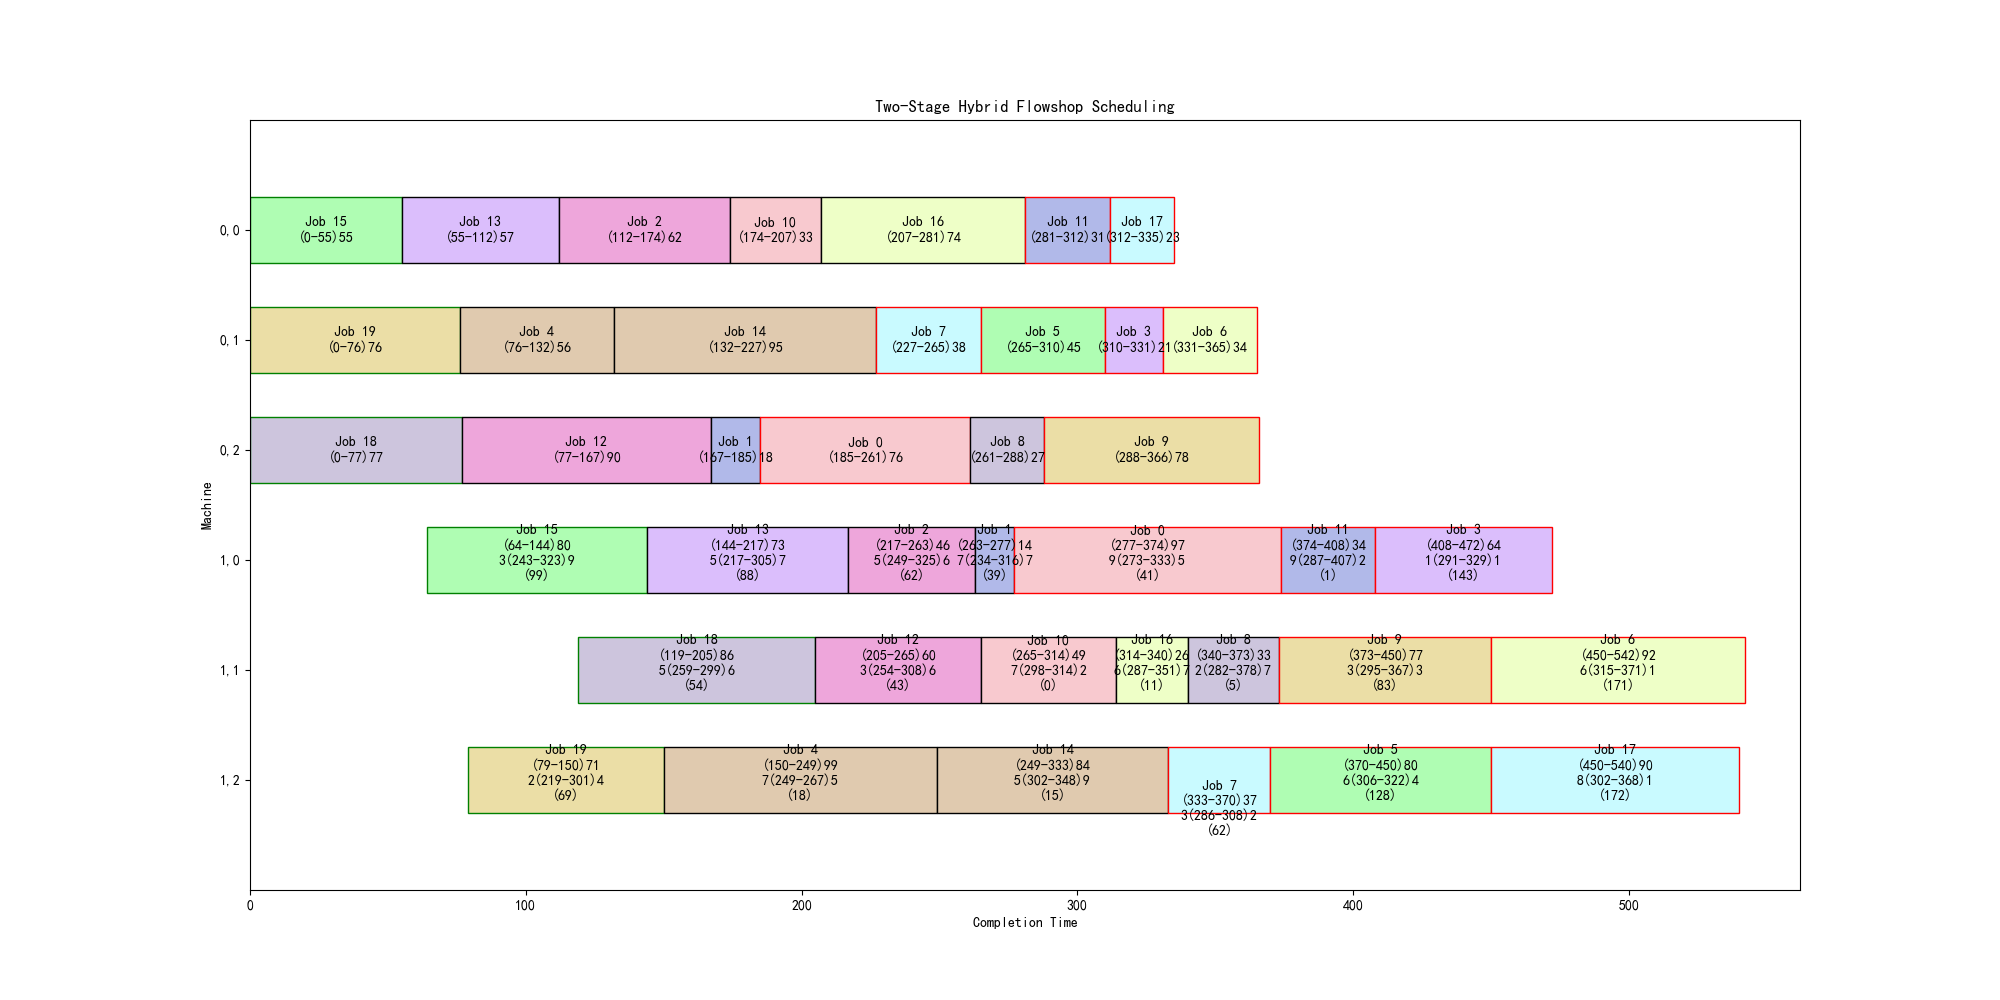 Two-Stage Hybrid Flowshop Scheduling
0,0
Job 15
(0-55)55
Job 13
(55-112)57
Job 2
(112-174)62
Job 10
(174-207)33
Job 16
(207-281)74
Job 11
(281-312)31
Job 17
(312-335)23
0,1
Job 19
(0-76)76
Job 4
(76-132)56
Job 14
(132-227)95
Job 7
(227-265)38
Job 5
(265-310)45
Job 3
(310-331)21
Job 6
(331-365)34
0,2
Job 18
(0-77)77
Job 12
(77-167)90
Job 1
(167-185)18
Job 0
(185-261)76
Job 8
(261-288)27
Job 9
(288-366)78
Machine
1,0
Job 15
(64-144)80
3(243-323)9
(99)
Job 13
(144-217)73
5(217-305)7
(88)
Job 2
(217-263)46
5(249-325)6
(62)
Job 1
(263-277)14
7(234-316)7
(39)
Job 0
(277-374)97
9(273-333)5
(41)
Job 11
(374-408)34
9(287-407)2
(1)
Job 3
(408-472)64
1(291-329)1
(143)
1,1
Job 18
(119-205)86
5(259-299)6
(54)
Job 12
(205-265)60
3(254-308)6
(43)
Job 10
(265-314)49
7(298-314)2
(0)
Job 16
(314-340)26
6(287-351)7
(11)
Job 8
(340-373)33
2(282-378)7
(5)
Job 9
(373-450)77
3(295-367)3
(83)
Job 6
(450-542)92
6(315-371)1
(171)
1,2
Job 19
(79-150)71
2(219-301)4
(69)
Job 4
(150-249)99
7(249-267)5
(18)
Job 14
(249-333)84
5(302-348)9
(15)
Job 7
(333-370)37
3(286-308)2
(62)
Job 5
(370-450)80
6(306-322)4
(128)
Job 17
(450-540)90
8(302-368)1
(172)
0 100 200 300 400 500
Completion Time